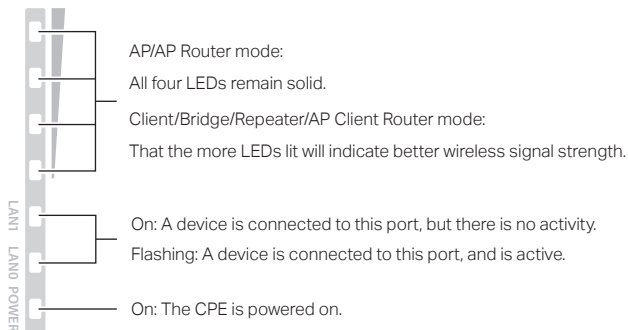 AP/AP Router mode:
All four LEDs remain solid.
Client/Bridge/Repeater/AP Client Router mode:
That the more LEDs lit will indicate better wireless signal strength.
LAN1
On: A device is connected to this port, but there is no activity.
LAN0
Flashing: A device is connected to this port, and is active.
POWER
On: The CPE is powered on.